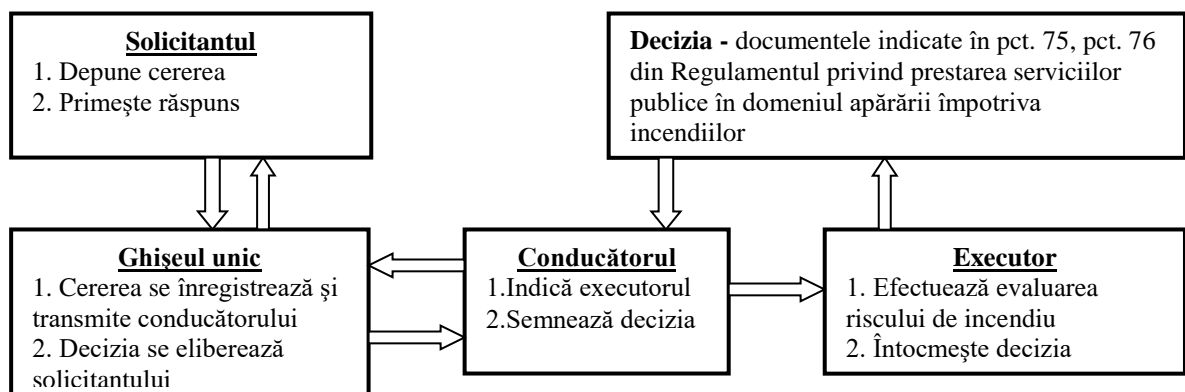 Solicitantul
1. Depune cererea
2. Primeşte răspuns
Decizia - documentele indicate în pct. 75, pct. 76
din Regulamentul privind prestarea serviciilor
publice în domeniul apărării împotriva
incendiilor
Ghişeul unic
1. Cererea se înregistrează şi
transmite conducătorului
2. Decizia se eliberează
solicitantului
Conducătorul
1.Indică executorul
2.Semnează decizia
Executor
1. Efectuează evaluarea
riscului de incendiu
2. Întocmeşte decizia